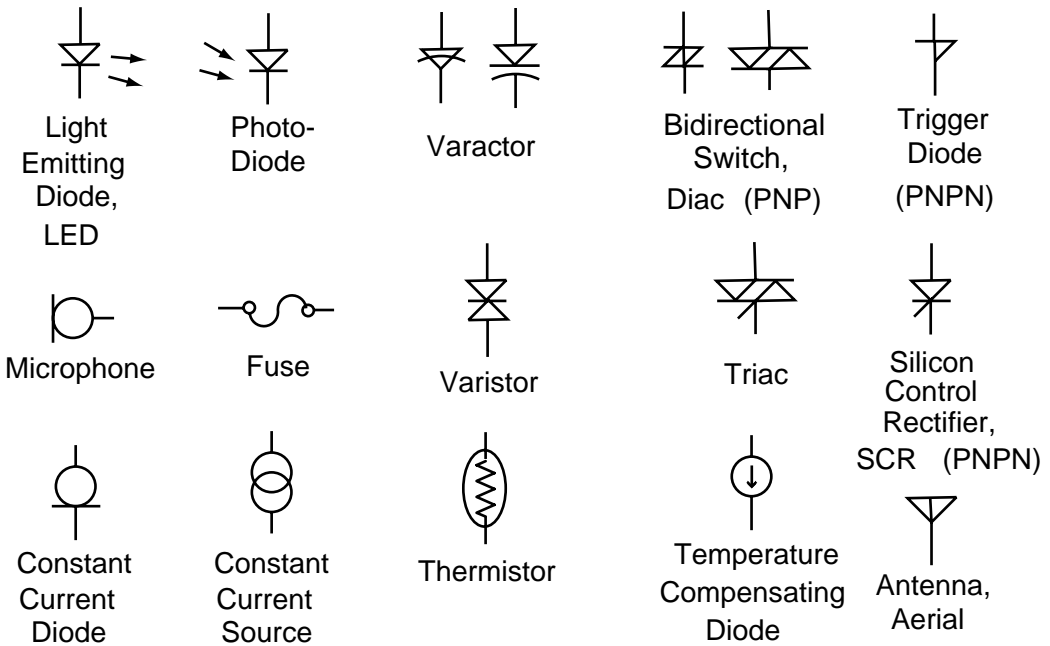 Light
Emitting
Diode,
LED
Photo-
Diode
Varactor
Bidirectional
Switch,
Diac (PNP)
Trigger
Diode
(PNPN)
Microphone
Fuse
Varistor
Triac
Silicon
Control
Rectifier,
SCR (PNPN)
Constant
Current
Diode
Constant
Current
Source
Thermistor
Temperature
Compensating
Diode
Antenna,
Aerial